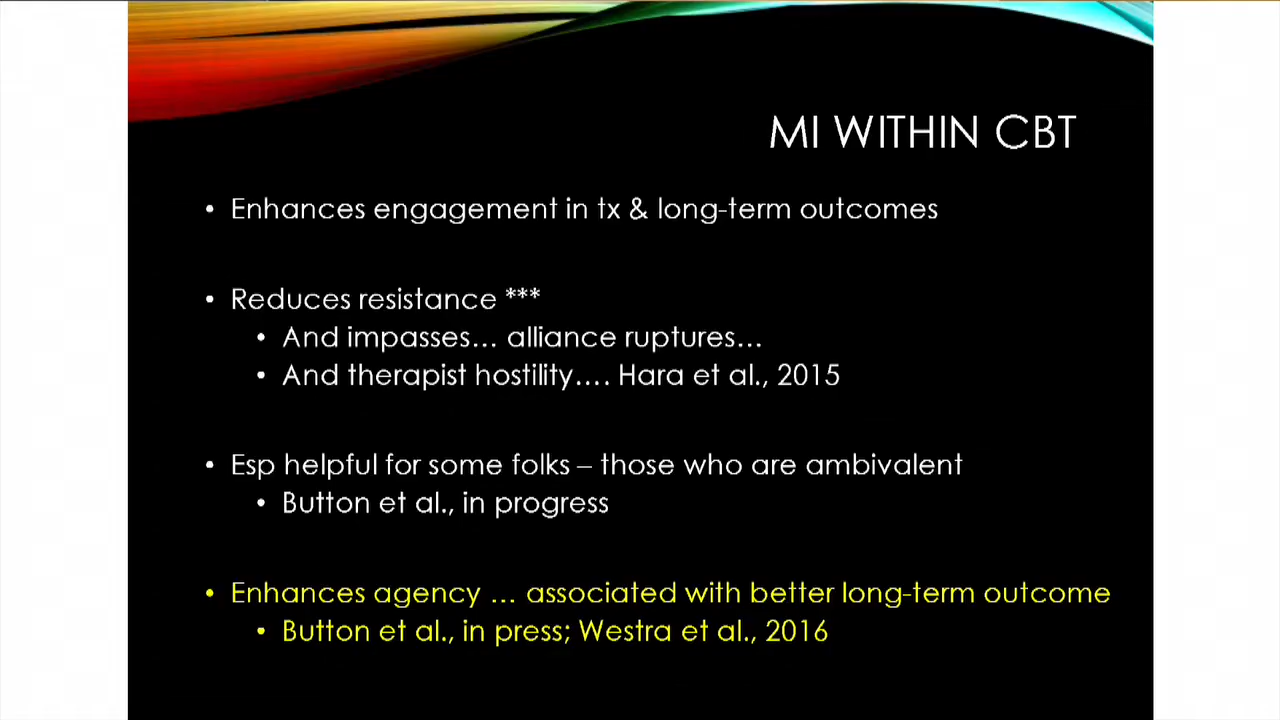 MI WITHIN CBT
• Enhances engagement in tx & long-term outcomes
• Reduces resistance ***
• And impasses… alliance ruptures…
• And therapist hostility…. Hara et al., 2015
• Esp helpful for some folks – those who are ambivalent
• Button et al., in progress
• Enhances agency … associated with better long-term outcome
• Button et al., in press; Westra et al., 2016